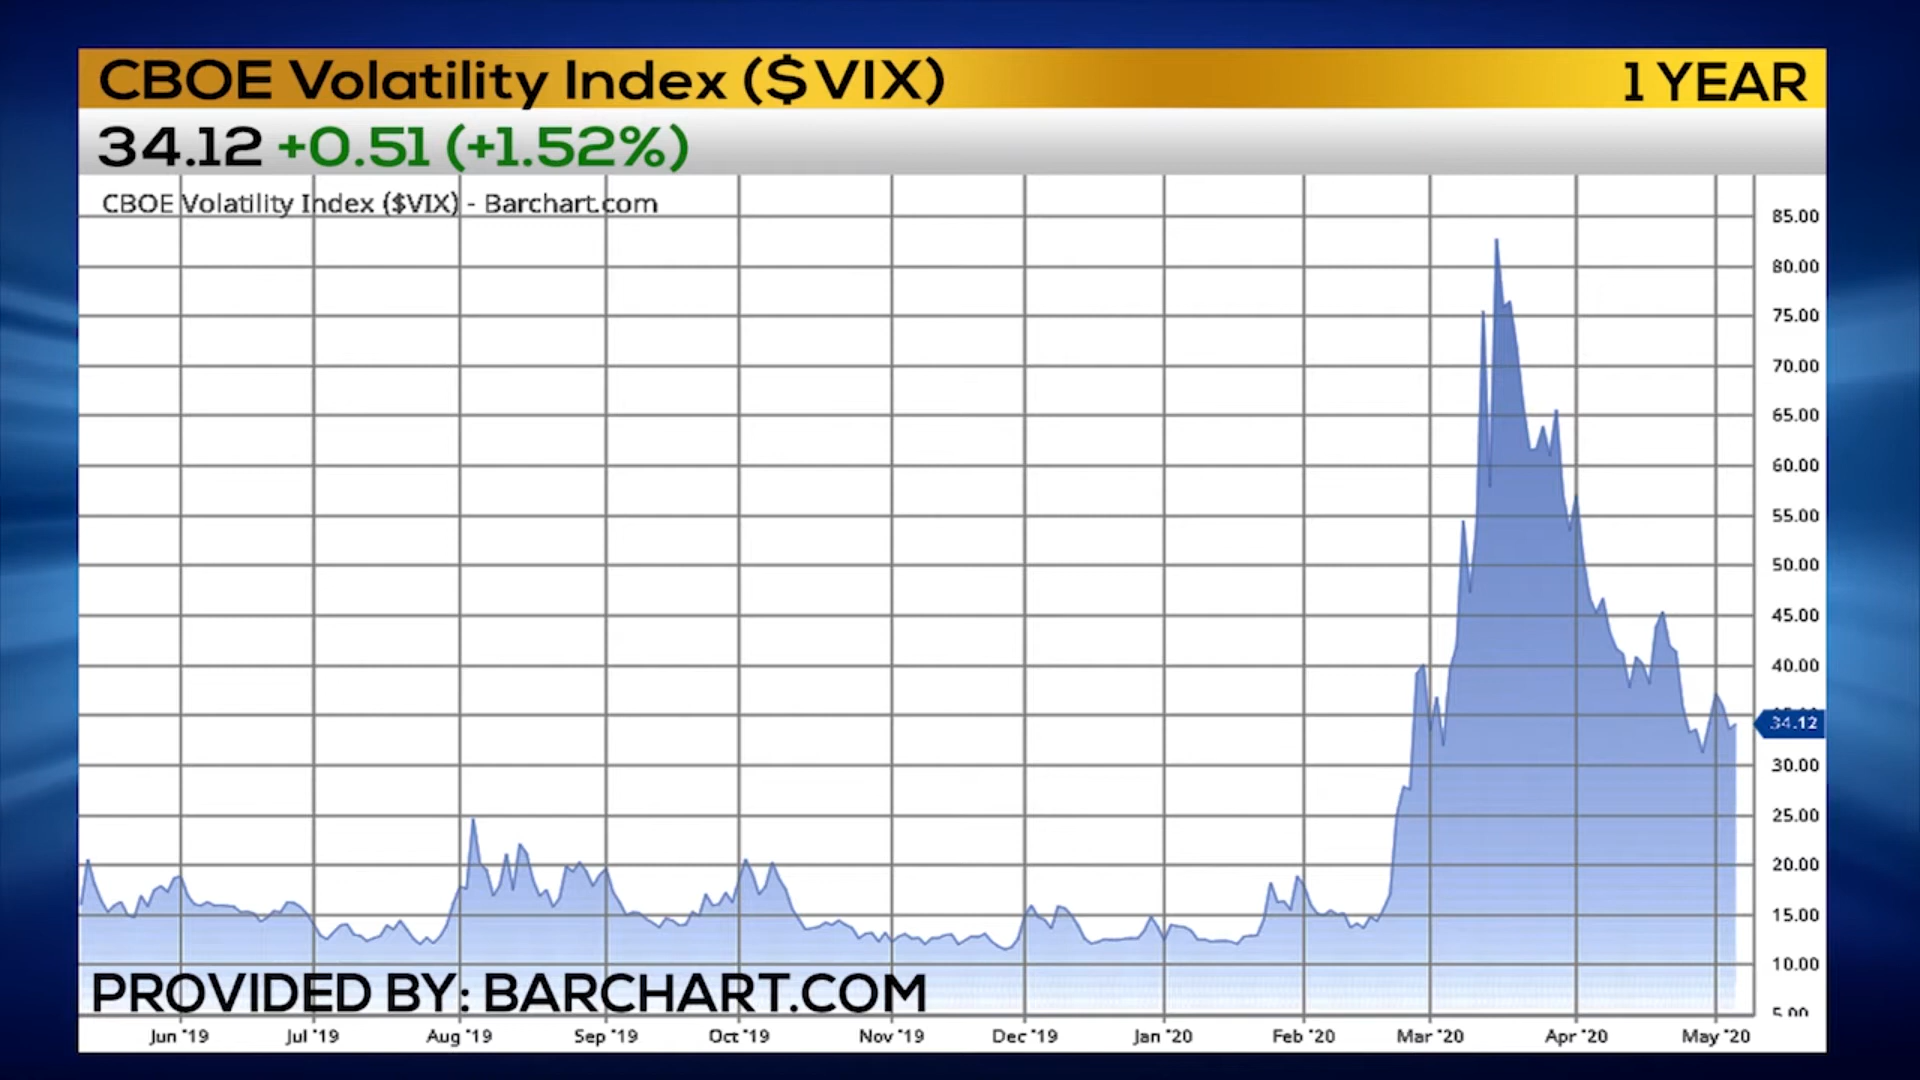 CBOE Volatility Index ($VIX)
1 YEAR
34.12 +0.51 (+1.52%)
CBOE Volatility Index ($VIX) - Barchart.com
85.00
80.00
75.00
70.00
65.00
60.00
55.00
50.00
45.00
40.00
34.12
30.00
25.00
20.00
15.00
10.00
5.00
PROVIDED BY: BARCHART.COM
Jun '19 Jul '19 Aug '19 Sep '19 Oct '19 Nov '19 Dec '19 Jan '20 Feb '20 Mar '20 Apr '20 May '20